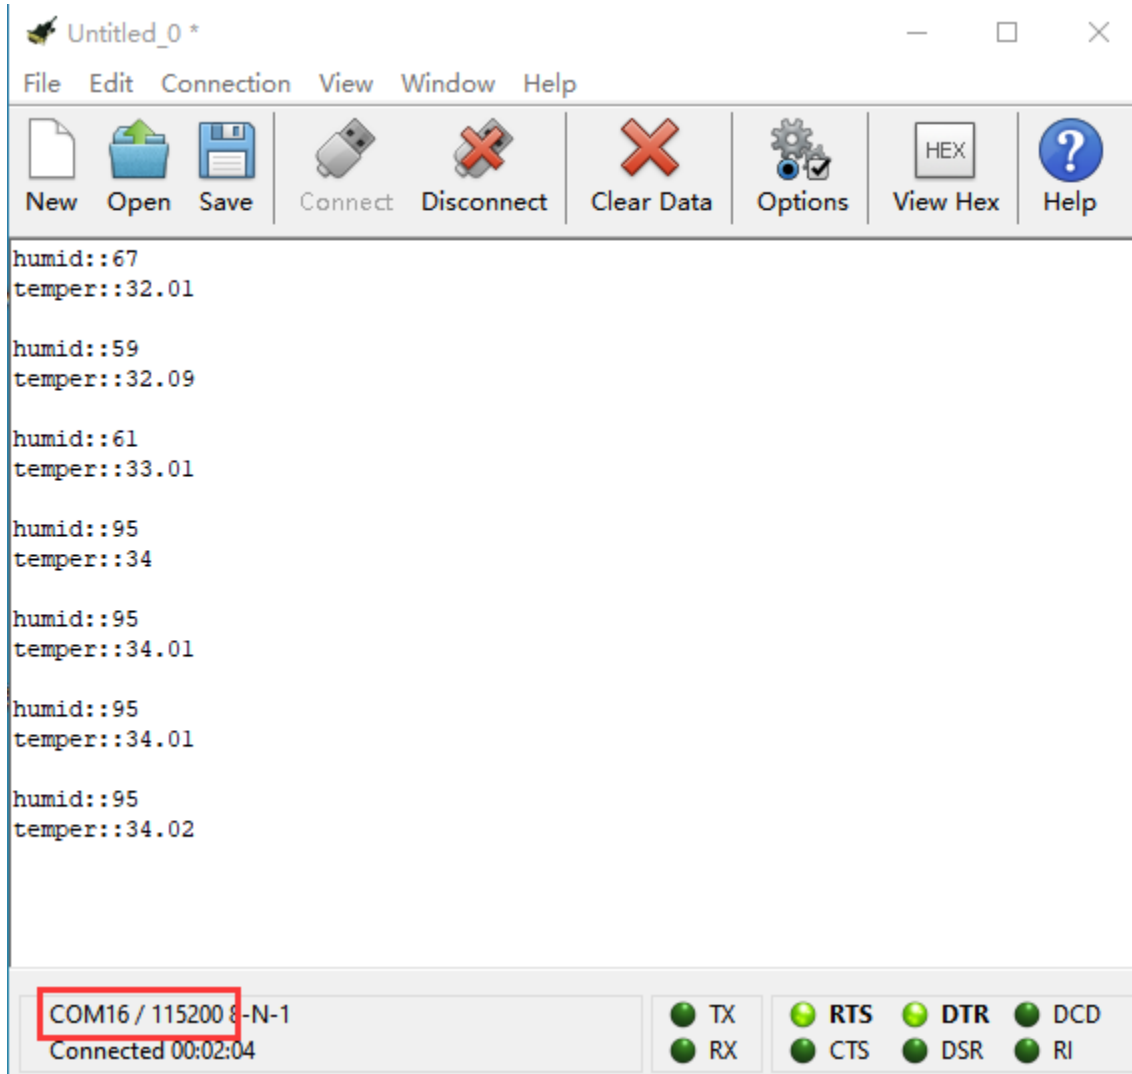 Untitled_0 *
File Edit Connection View Window Help
HEX
New Open Save Connect Disconnect Clear Data Options View Hex Help
humid::67
temper::32.01
humid::59
temper::32.09
humid::61
temper::33.01
humid::95
temper::34
humid::95
temper::34.01
humid::95
temper::34.01
humid::95
temper::34.02
COM16 / 115200 8-N-1
Connected 00:02:04
TX RTS DTR DCD
RX CTS DSR RI